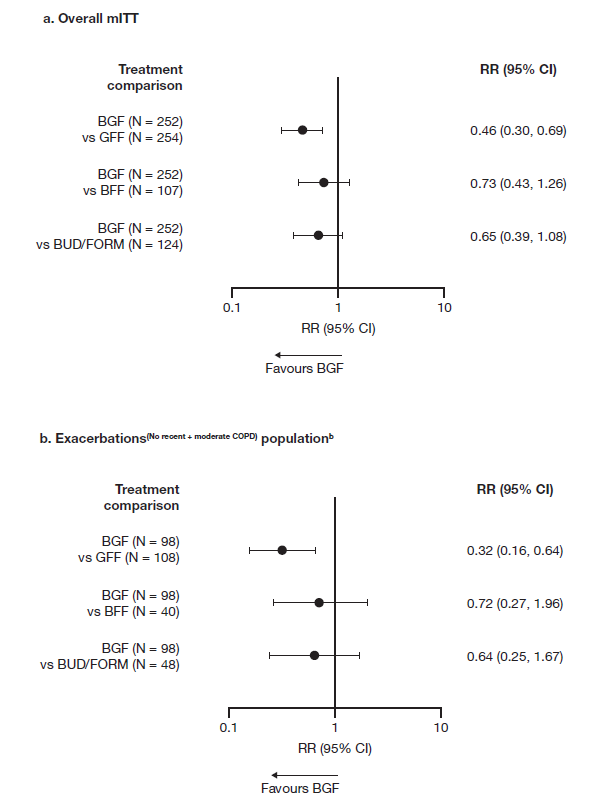 a. Overall mITT
Treatment
comparison
RR (95% CI)
BGF (N = 252)
vs GFF (N = 254)
0.46 (0.30, 0.69)
BGF (N = 252)
vs BFF (N = 107)
0.73 (0.43, 1.26)
BGF (N = 252)
vs BUD/FORM (N = 124)
0.65 (0.39, 1.08)
0.1 1 10
RR (95% CI)
Favours BGF
b. Exacerbations(No recent + moderate COPD) populationb
Treatment
comparison
RR (95% CI)
BGF (N = 98)
vs GFF (N = 108)
0.32 (0.16, 0.64)
BGF (N = 98)
vs BFF (N = 40)
0.72 (0.27, 1.96)
BGF (N = 98)
vs BUD/FORM (N = 48)
0.64 (0.25, 1.67)
0.1 1 10
RR (95% CI)
Favours BGF